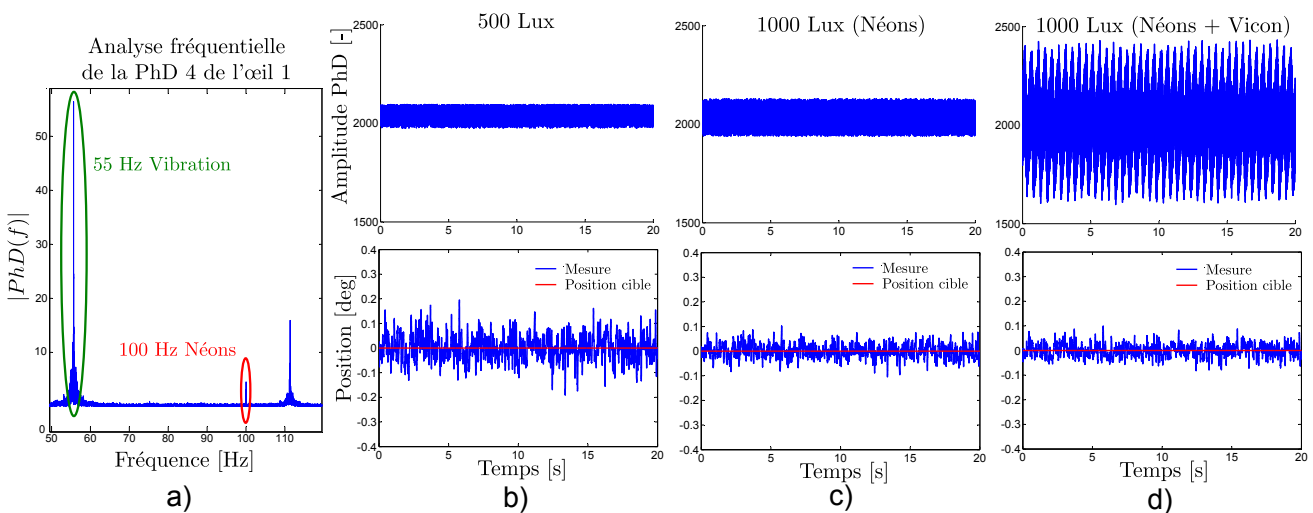 Analyse fréquentielle
de la PhD 4 de l'œil 1
|PhD(f)|
50
40
30
20
10
0
55 Hz Vibration
100 Hz Néons
50 60 70 80 90 100 110
Fréquence [Hz]
a)
500 Lux
Amplitude PhD [-]
2500
2000
1500
0 5 10 15 20
Position [deg]
0.4
0.3
0.2
0.1
0
-0.1
-0.2
-0.3
-0.4
Mesure
Position cible
0 5 10 15 20
Temps [s]
b)
1000 Lux (Néons)
2500
2000
1500
0 5 10 15 20
0.4
0.3
0.2
0.1
0
-0.1
-0.2
-0.3
-0.4
Mesure
Position cible
0 5 10 15 20
Temps [s]
c)
1000 Lux (Néons + Vicon)
2500
2000
1500
0 5 10 15 20
0.4
0.3
0.2
0.1
0
-0.1
-0.2
-0.3
-0.4
Mesure
Position cible
0 5 10 15 20
Temps [s]
d)